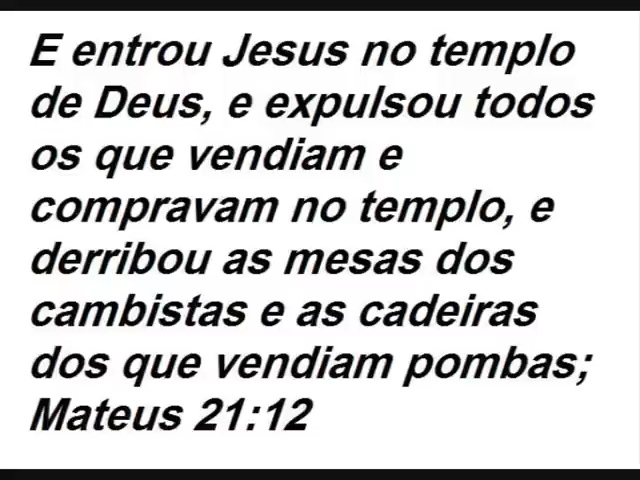 E entrou Jesus no templo
de Deus, e expulsou todos
os que vendiam e
compravam no templo, e
derribou as mesas dos
cambistas e as cadeiras
dos que vendiam pombas;
Mateus 21:12